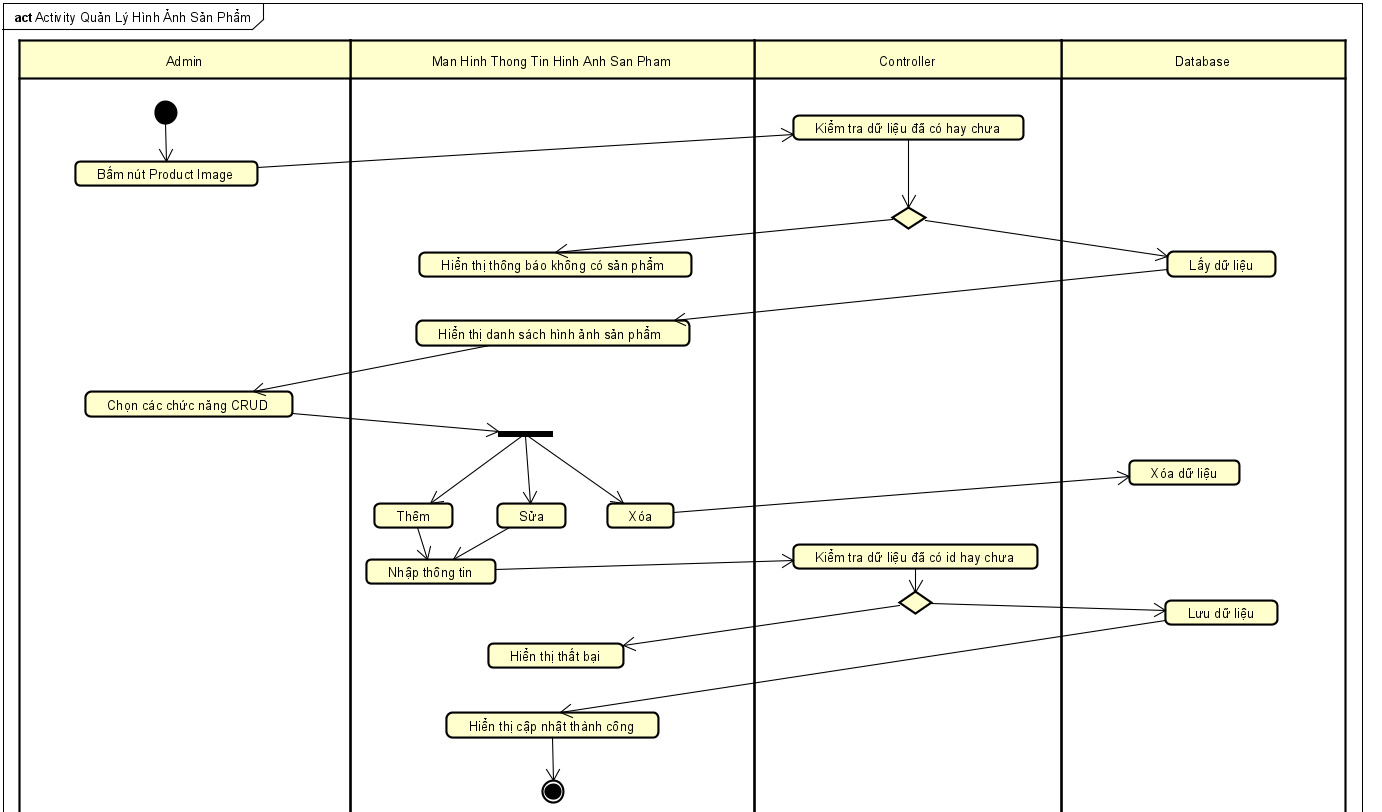 act Activity Quản Lý Hình Ảnh Sản Phẩm
Admin
Man Hinh Thong Tin Hinh Anh San Pham
Controller
Database
Kiểm tra dữ liệu đã có hay chưa
Bấm nút Product Image
Hiển thị thông báo không có sản phẩm
Lấy dữ liệu
Hiển thị danh sách hình ảnh sản phẩm
Chọn các chức năng CRUD
Xóa dữ liệu
Thêm
Sửa
Xóa
Kiểm tra dữ liệu đã có id hay chưa
Nhập thông tin
Lưu dữ liệu
Hiển thị thất bại
Hiển thị cập nhật thành công